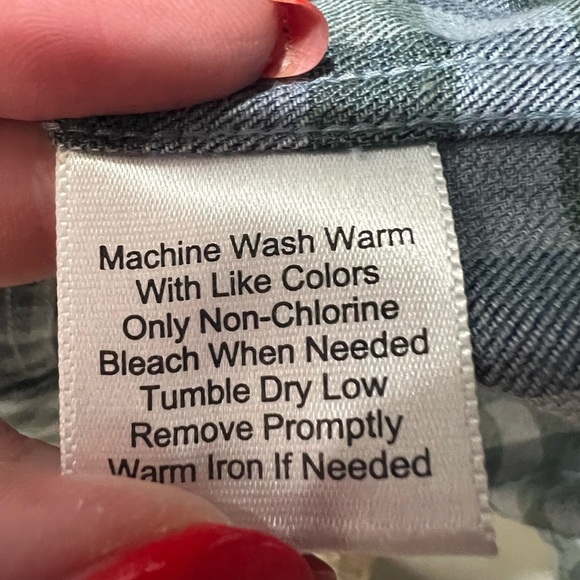 Machine Wash Warm
With Like Colors
Only Non-Chlorine
Bleach When Needed
Tumble Dry Low
Remove Promptly
Warm Iron If Needed